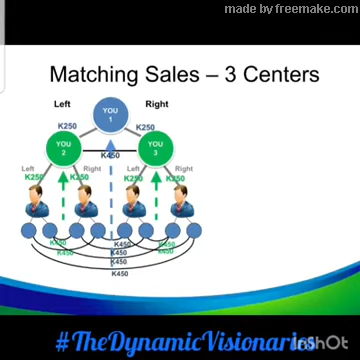 made by freemake.com
Matching Sales – 3 Centers
Left Right
YOU
1
K250 K250
YOU
2
K450
YOU
3
Left Right Left Right
K250 K250 K250 K250
K450 K450 K450
K450
K450
K450
InShOt
#TheDynamicVisionaries